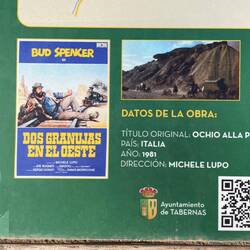 BUD SPENCER
DOS GRANUJAS
EN EL OESTE
MICHELE LUPO
DATOS DE LA OBRA:
TÍTULO ORIGINAL: OCHIO ALLA P
PAÍS: ITALIA
AÑO: 1981
DIRECCIÓN: MICHELE LUPO
Ayuntamiento
de TABERNAS